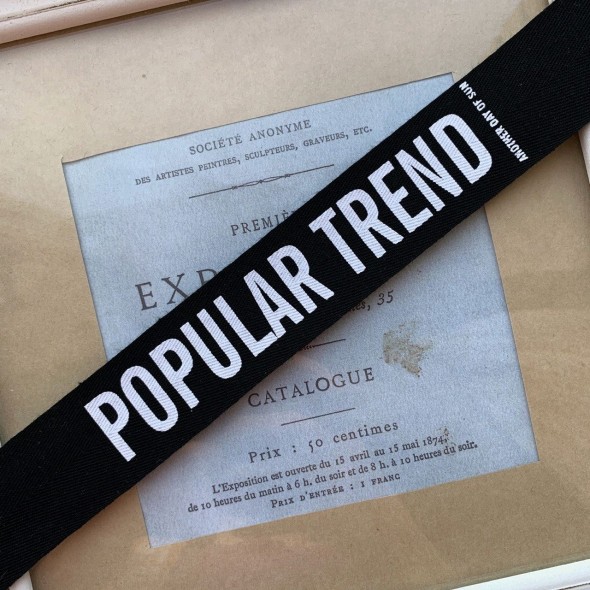 SOCIÉTÉ ANONYME
DES ARTISTES PEINTRES, SCULPTEURS, GRAVEURS, ETC.
PREMIÈ
EXP
35
CATALOGUE
Prix : 50 centimes
L'Exposition est ouverte du 15 avril au 15 mai 1874,
de 10 heures du matin à 6 h. du soir et de 8 h. à 10 heures du soir.
PRIX D'ENTRÉE : 1 FRANC
POPULAR TREND
ANOTHER DAY OF SUN